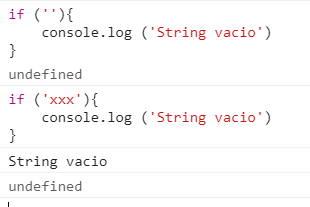 if (''){
    console.log ('String vacio')
}
undefined
if ('xxx'){
    console.log ('String vacio')
}
String vacio
undefined